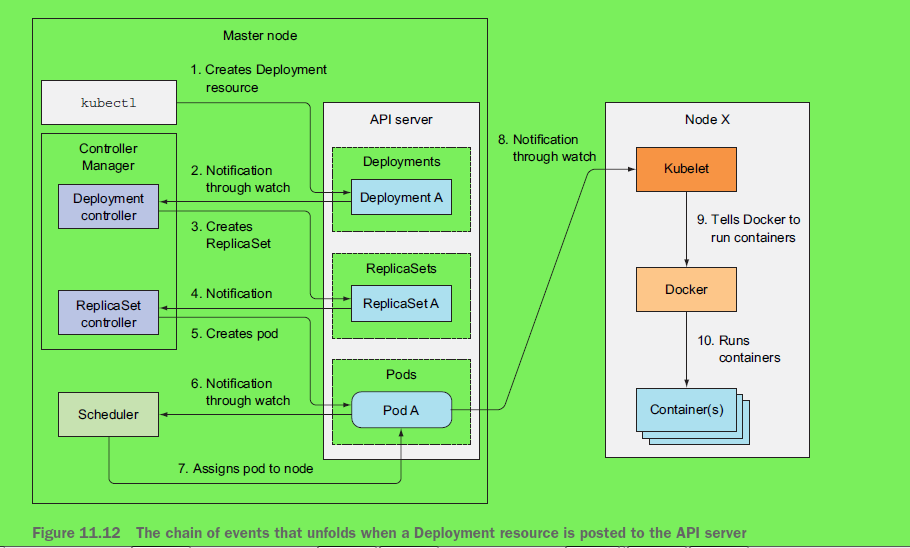 Master node
1. Creates Deployment
resource
kubectl
API server
Node X
Controller
Manager
Deployments
8. Notification
through watch
Kubelet
2. Notification
through watch
Deployment
controller
Deployment A
3. Creates
ReplicaSet
9. Tells Docker to
run containers
ReplicaSets
4. Notification
Docker
ReplicaSet
controller
ReplicaSet A
5. Creates pod
10. Runs
containers
Pods
6. Notification
through watch
Scheduler
Pod A
Container(s)
7. Assigns pod to node
Figure 11.12 The chain of events that unfolds when a Deployment resource is posted to the API server